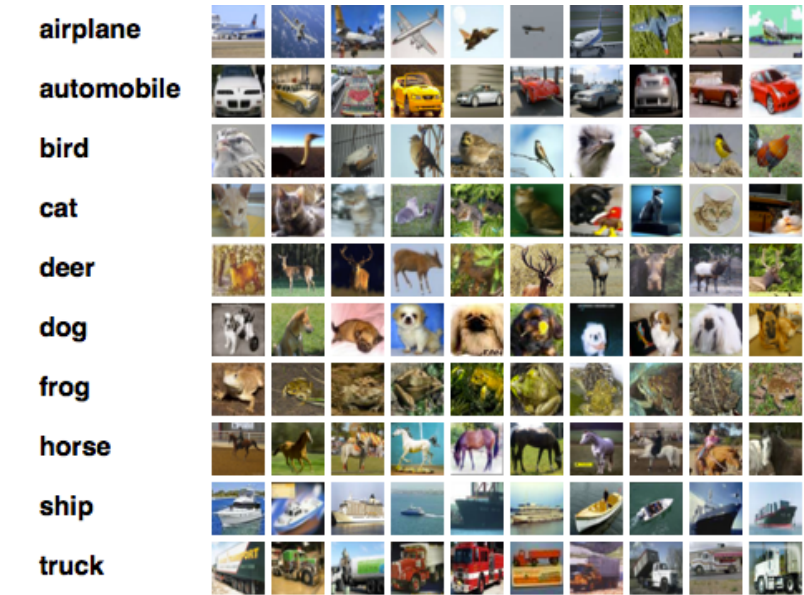 airplane
automobile
bird
cat
deer
dog
frog
horse
ship
truck